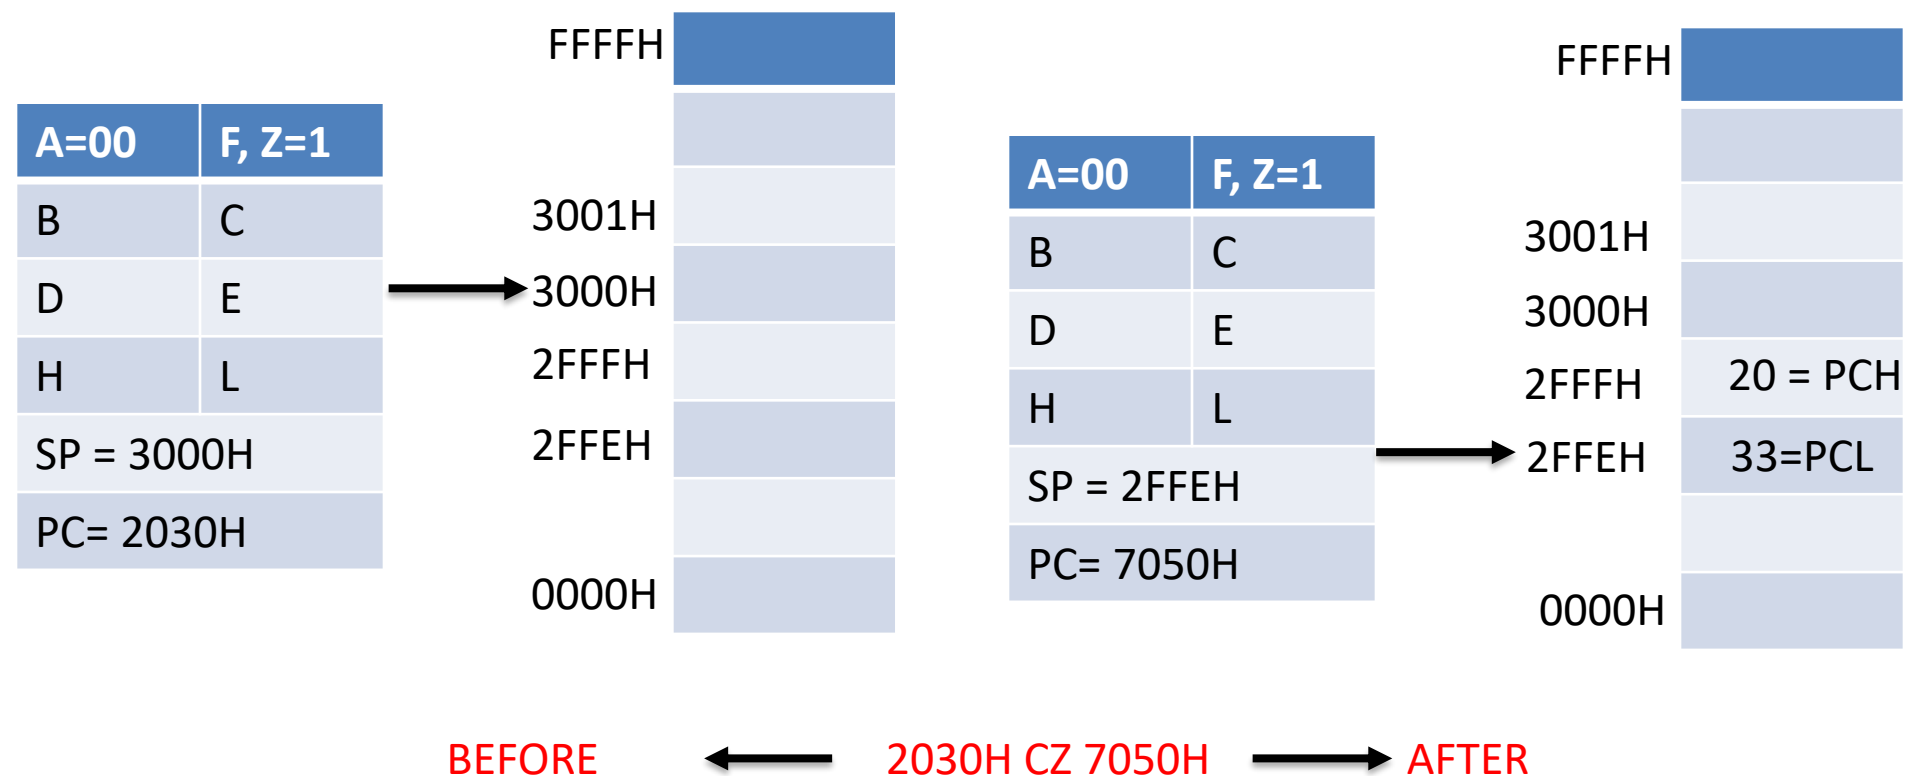 FFFFH
A=00 F, Z=1
B C
D E
H L
SP = 3000H
PC= 2030H
3001H
3000H
2FFFH
2FFEH
0000H
A=00 F, Z=1
B C
D E
H L
SP = 2FFEH
PC= 7050H
FFFFH
3001H
3000H
2FFFH 20 = PCH
2FFEH 33=PCL
0000H
BEFORE 2030H CZ 7050H AFTER